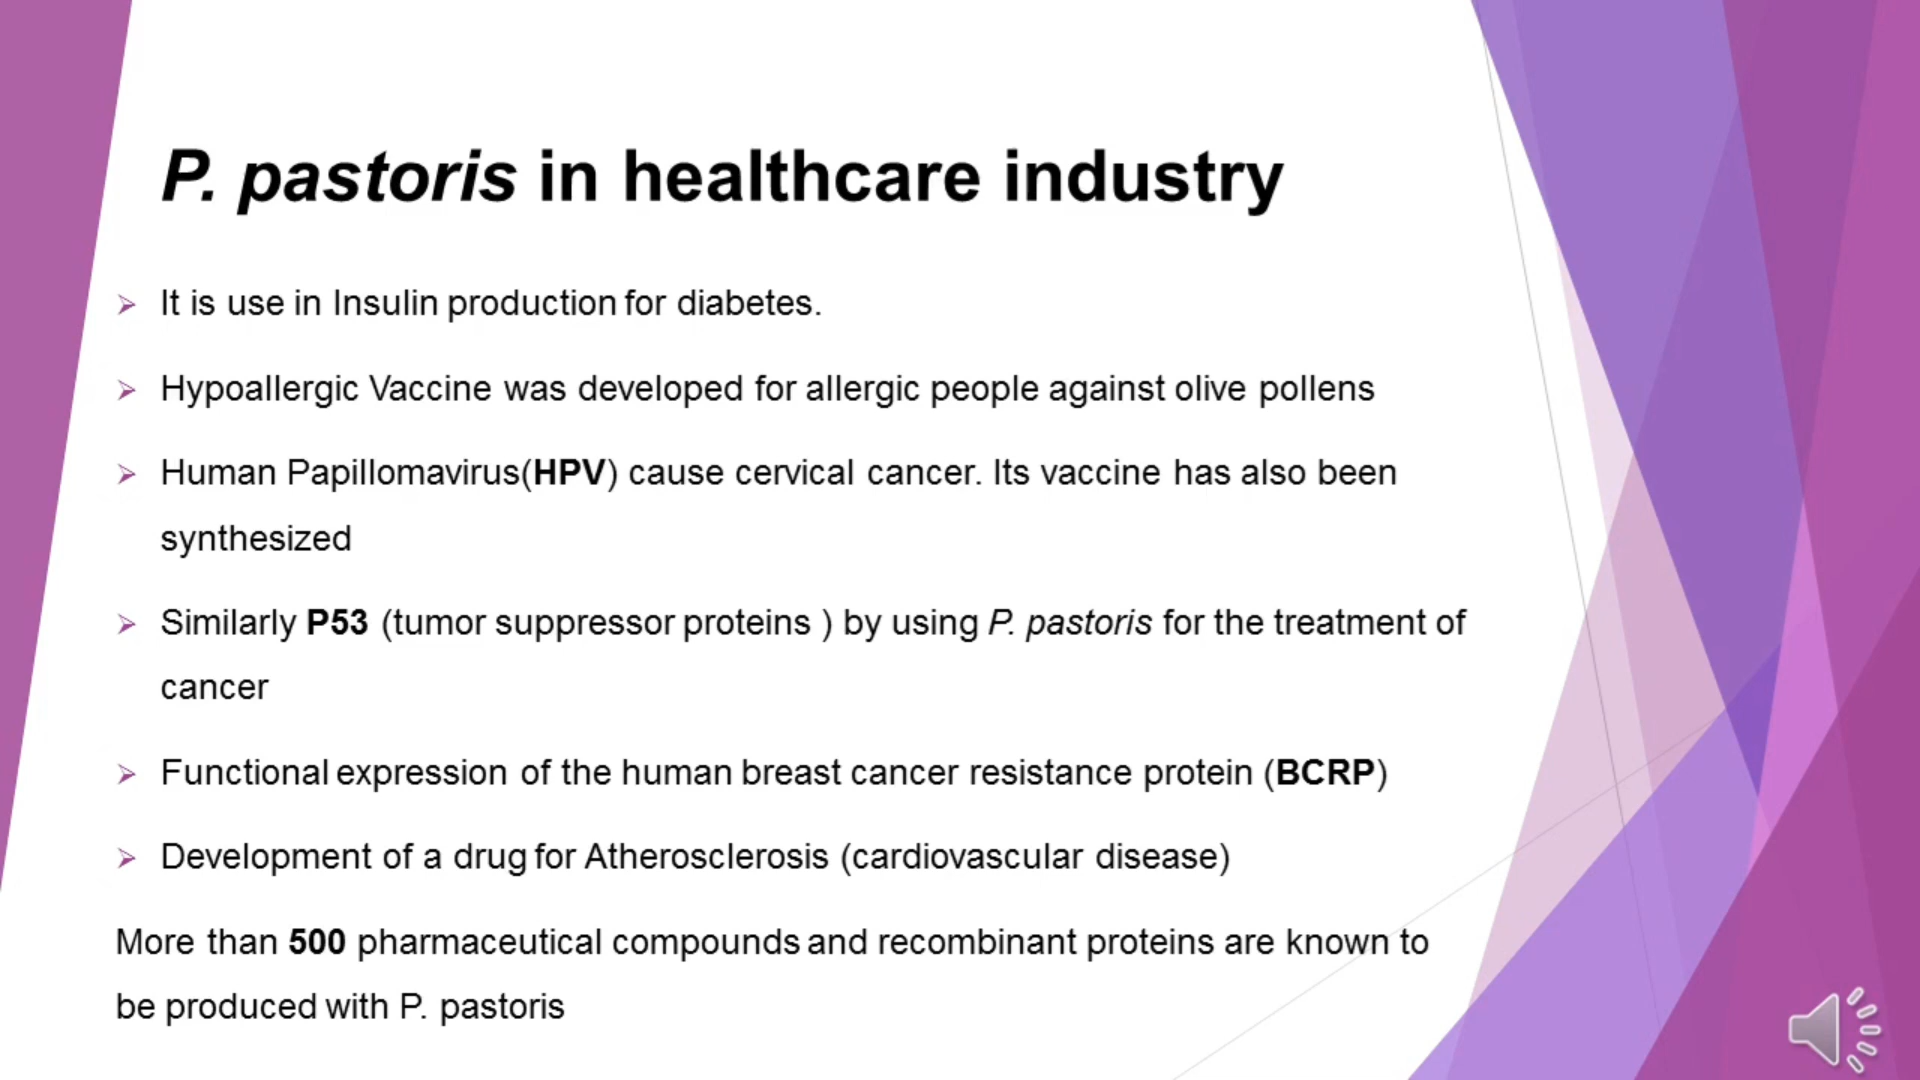 P. pastoris in healthcare industry
It is use in Insulin production for diabetes.
Hypoallergic Vaccine was developed for allergic people against olive pollens
Human Papillomavirus(HPV) cause cervical cancer. Its vaccine has also been
synthesized
Similarly P53 (tumor suppressor proteins ) by using P. pastoris for the treatment of
cancer
Functional expression of the human breast cancer resistance protein (BCRP)
Development of a drug for Atherosclerosis (cardiovascular disease)
More than 500 pharmaceutical compounds and recombinant proteins are known to
be produced with P. pastoris